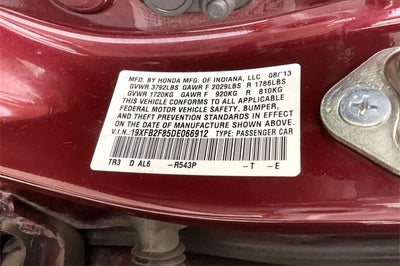 MFD. BY HONDA MFG. OF INDIANA, LLC 08/'13
GVWR 3792LBS GAWR F 2029LBS R 1786LBS
GVWR 1720KG GAWR F 920KG R 810KG
THIS VEHICLE CONFORMS TO ALL APPLICABLE
FEDERAL MOTOR VEHICLE SAFETY, BUMPER,
AND THEFT PREVENTION STANDARDS IN EFFECT
ON THE DATE OF MANUFACTURE SHOWN ABOVE.
V.I.N.: 19XFB2F85DE066912 TYPE: PASSENGER CAR
TR3 D AL6 -R543P -T -E